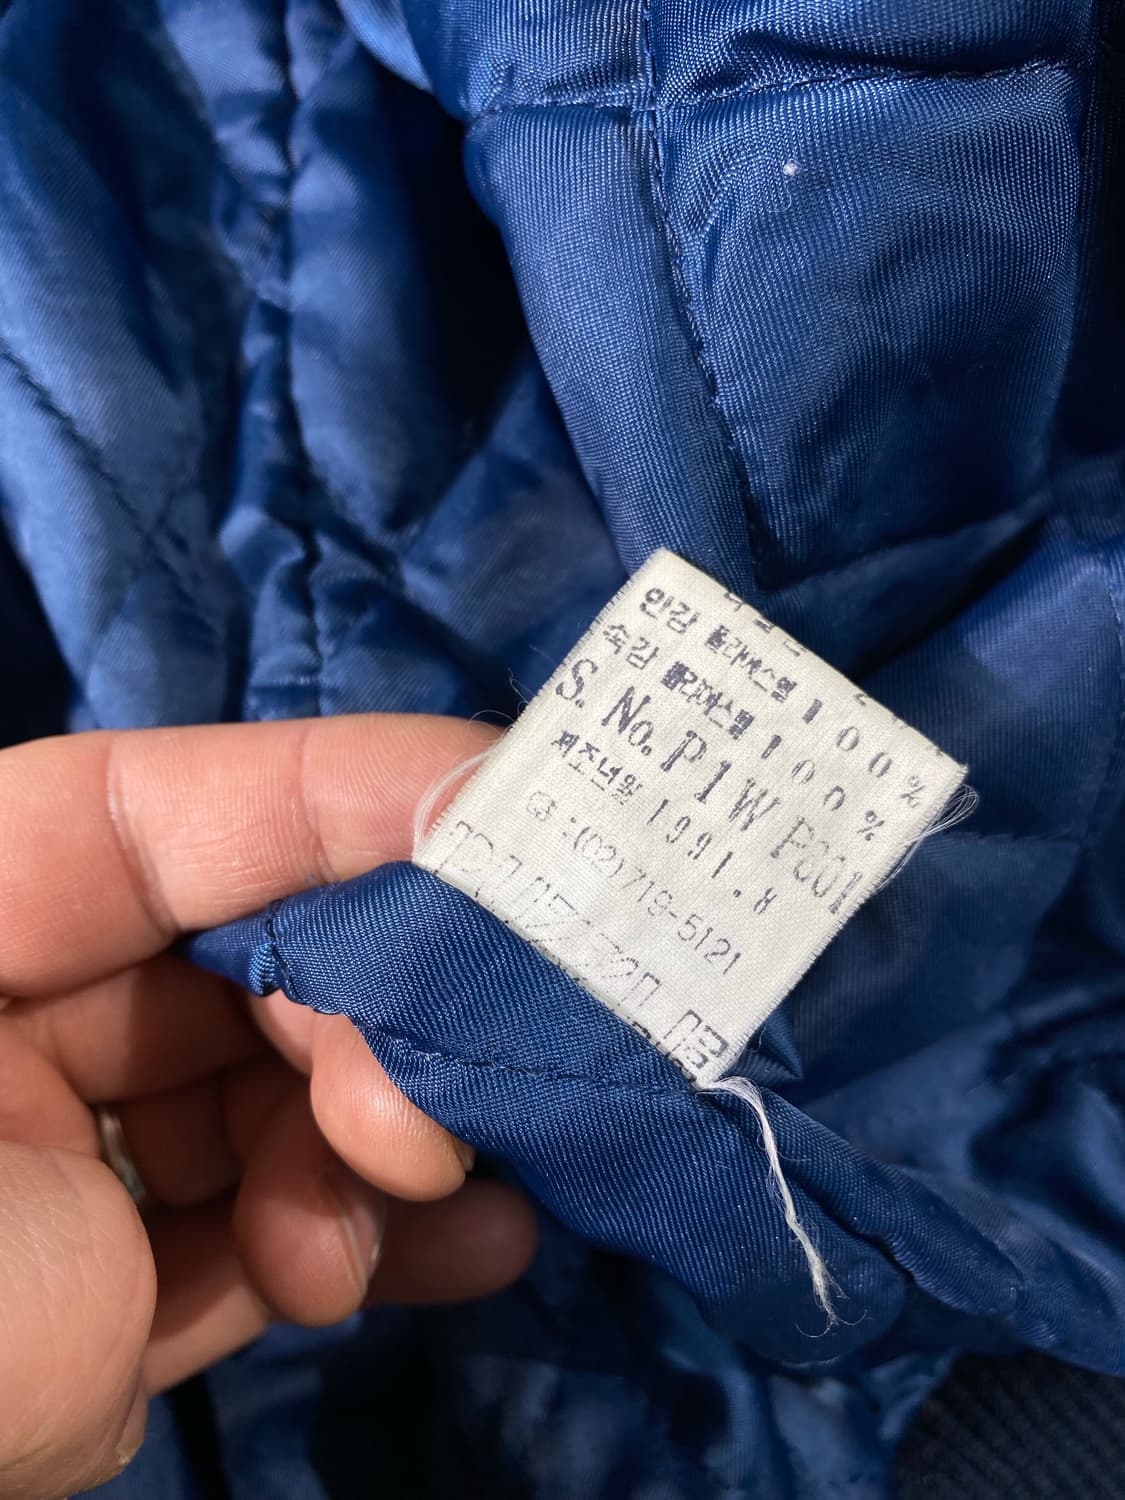 안감 폴리에스텔 100%
속감 폴리에스텔 100%
S. No. P1W P301
제조년월 1991.8
☎:(02)719-5121